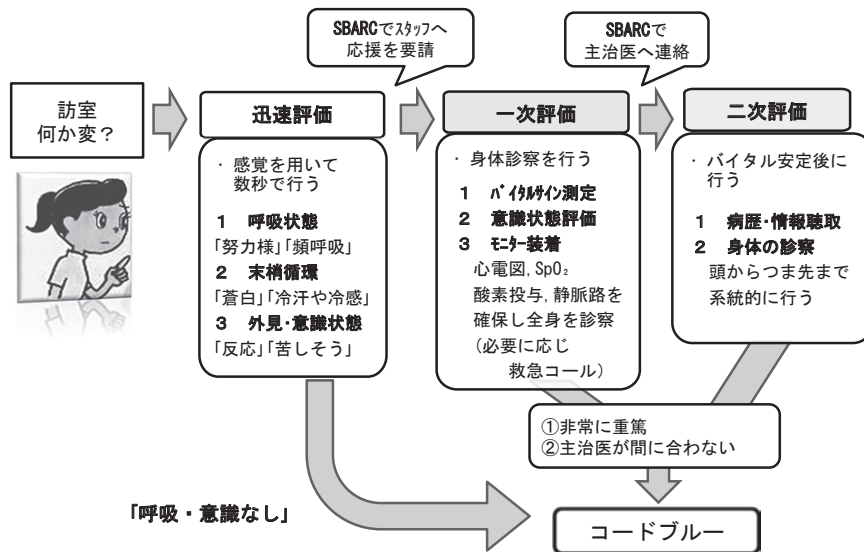 SBARCでスタッフへ
応援を要請
SBARCで
主治医へ連絡
訪室
何か変?
迅速評価
・感覚を用いて
数秒で行う
1 呼吸状態
「努力様」「頻呼吸」
2 末梢循環
「蒼白」「冷汗や冷感」
3 外見・意識状態
「反応」「苦しそう」
一次評価
・身体診察を行う
1 バイタルサイン測定
2 意識状態評価
3 モニター装着
心電図,SpO₂
酸素投与,静脈路を
確保し全身を診察
(必要に応じ
救急コール)
二次評価
・バイタル安定後に
行う
1 病歴・情報聴取
2 身体の診察
頭からつま先まで
系統的に行う
①非常に重篤
②主治医が間に合わない
「呼吸・意識なし」
コードブルー